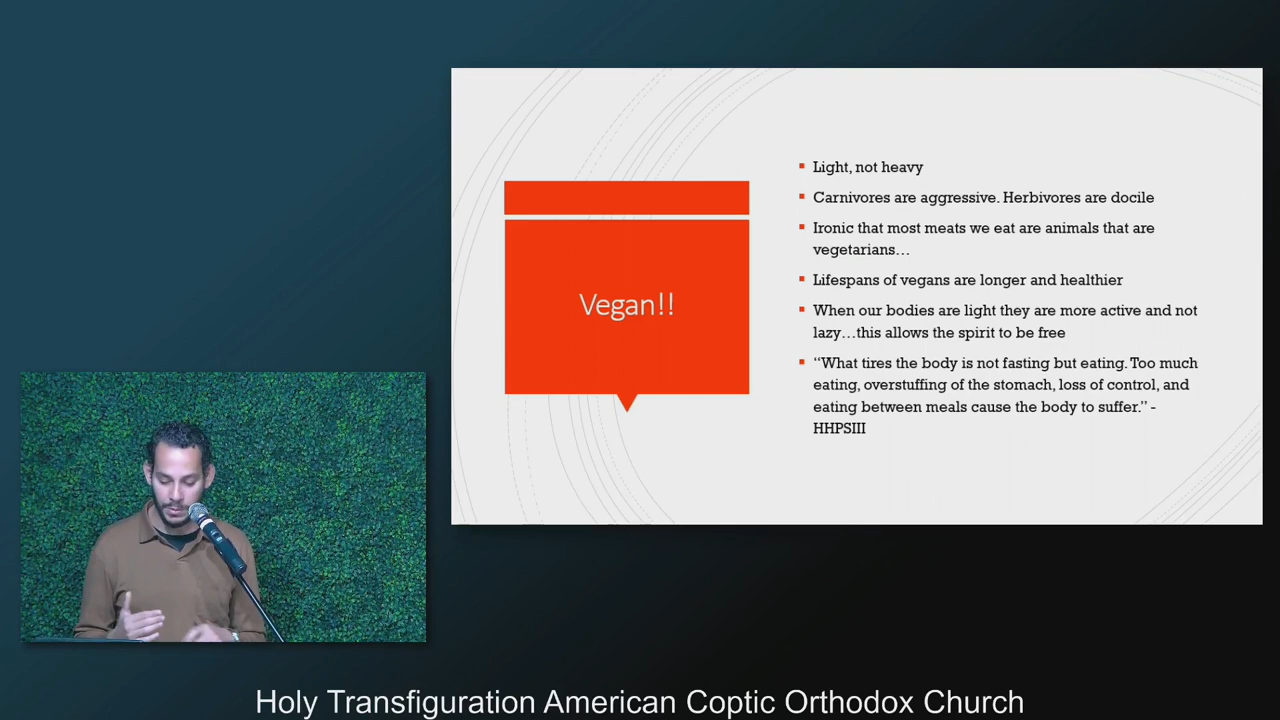 Vegan!!
Light, not heavy
Carnivores are aggressive. Herbivores are docile
Ironic that most meats we eat are animals that are
vegetarians…
Lifespans of vegans are longer and healthier
When our bodies are light they are more active and not
lazy…this allows the spirit to be free
“What tires the body is not fasting but eating. Too much
eating, overstuffing of the stomach, loss of control, and
eating between meals cause the body to suffer.” -
HHPSIII
Holy Transfiguration American Coptic Orthodox Church